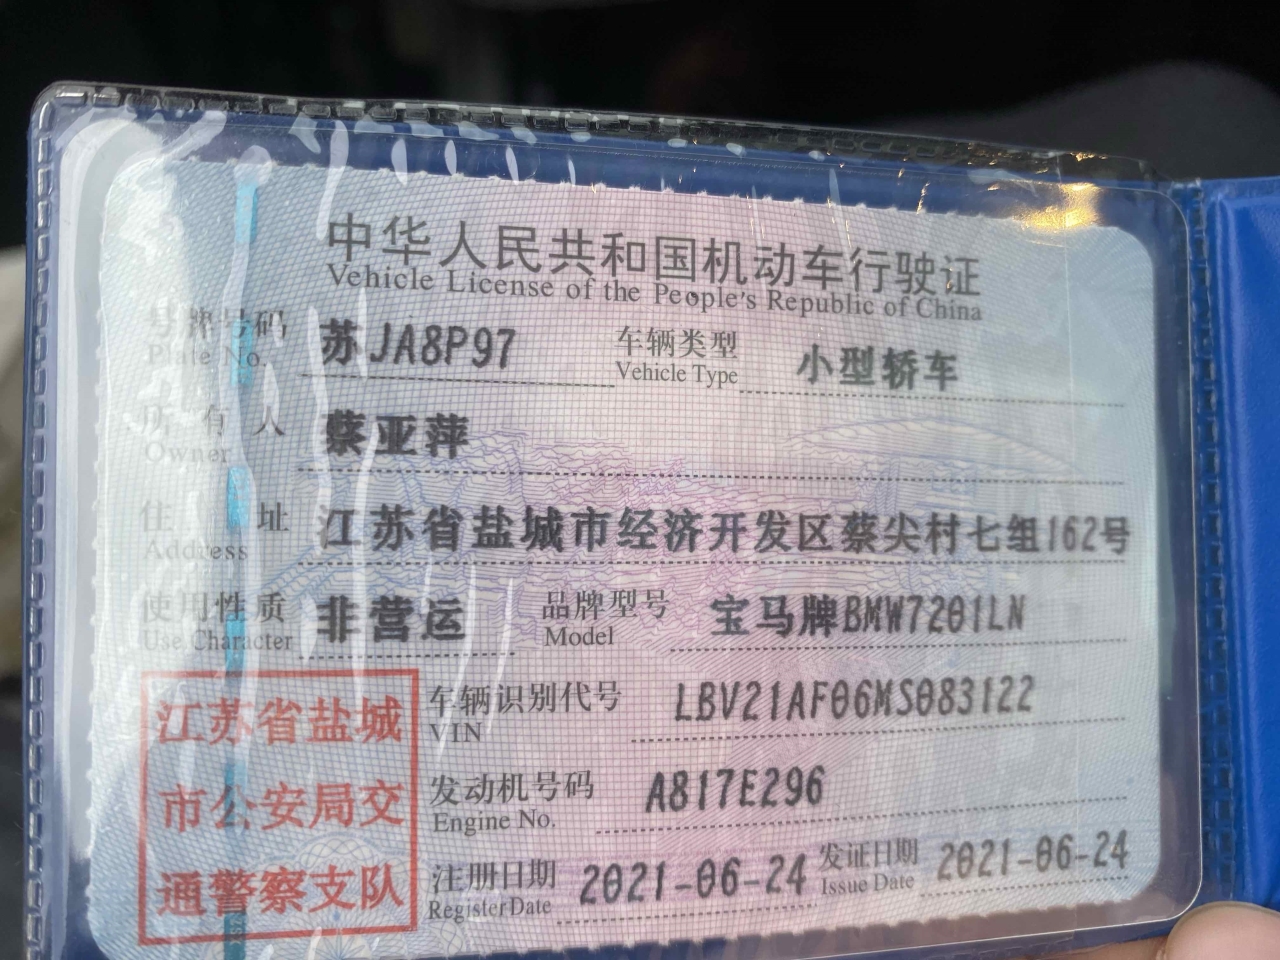 中华人民共和国机动车行驶证
Vehicle License of the People's Republic of China
号牌号码 苏JA8P97 车辆类型 小型轿车
Plate No. Vehicle Type
所有人 蔡亚萍
Owner
住址 江苏省盐城市经济开发区蔡尖村七组162号
Address
使用性质 非营运 品牌型号 宝马牌BMW7201LN
Use Character Model
江苏省盐城
市公安局交
通警察支队
车辆识别代号 LBV21AF06MS083122
VIN
发动机号码 A817E296
Engine No.
注册日期 2021-06-24 发证日期 2021-06-24
Register Date Issue Date